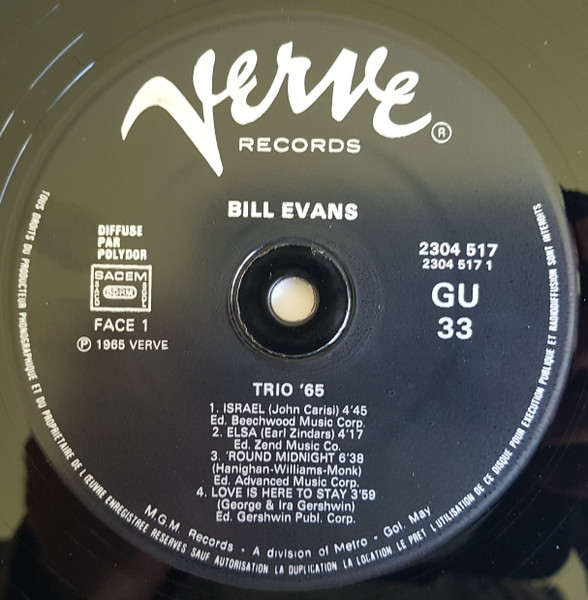 Verve
®
RECORDS
BILL EVANS
DIFFUSE
PAR
POLYDOR
SACEM
SACD
SDRM
SGDL
FACE 1
Ⓟ 1965 VERVE
2304 517
2304 517 1
GU
33
TRIO '65
1. ISRAEL (John Carisi) 4'45
Ed. Beechwood Music Corp.
2. ELSA (Earl Zindars) 4'17
Ed. Zend Music Co.
3. 'ROUND MIDNIGHT 6'38
(Hanighan-Williams-Monk)
Ed. Advanced Music Corp.
4. LOVE IS HERE TO STAY 3'59
(George & Ira Gershwin)
Ed. Gershwin Publ. Corp.
M.G.M. Records - A division of Metro - Gol. May
TOUS DROITS DU PRODUCTEUR PHONOGRAPHIQUE ET DU PROPRIETAIRE DE L'ŒUVRE ENREGISTREE RESERVES SAUF AUTORISATION LA DUPLICATION LA LOCATION LE PRET L'UTILISATION DE CE DISQUE POUR EXECUTION PUBLIQUE ET RADIODIFFUSION SONT INTERDITS